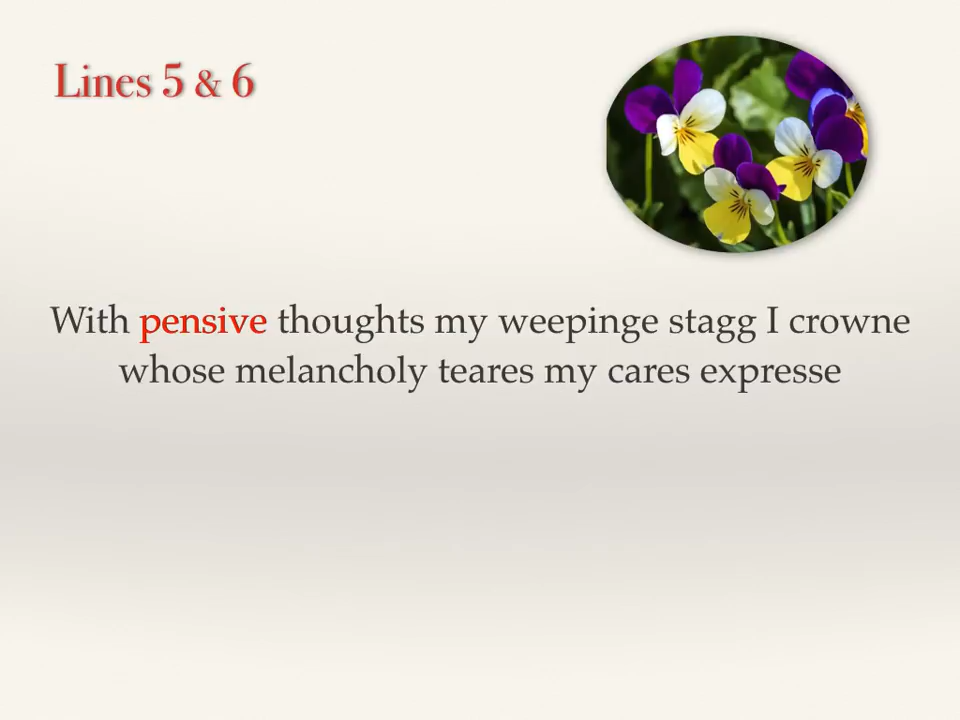 Lines 5 & 6
With pensive thoughts my weepinge stagg I crowne
whose melancholy teares my cares expresse